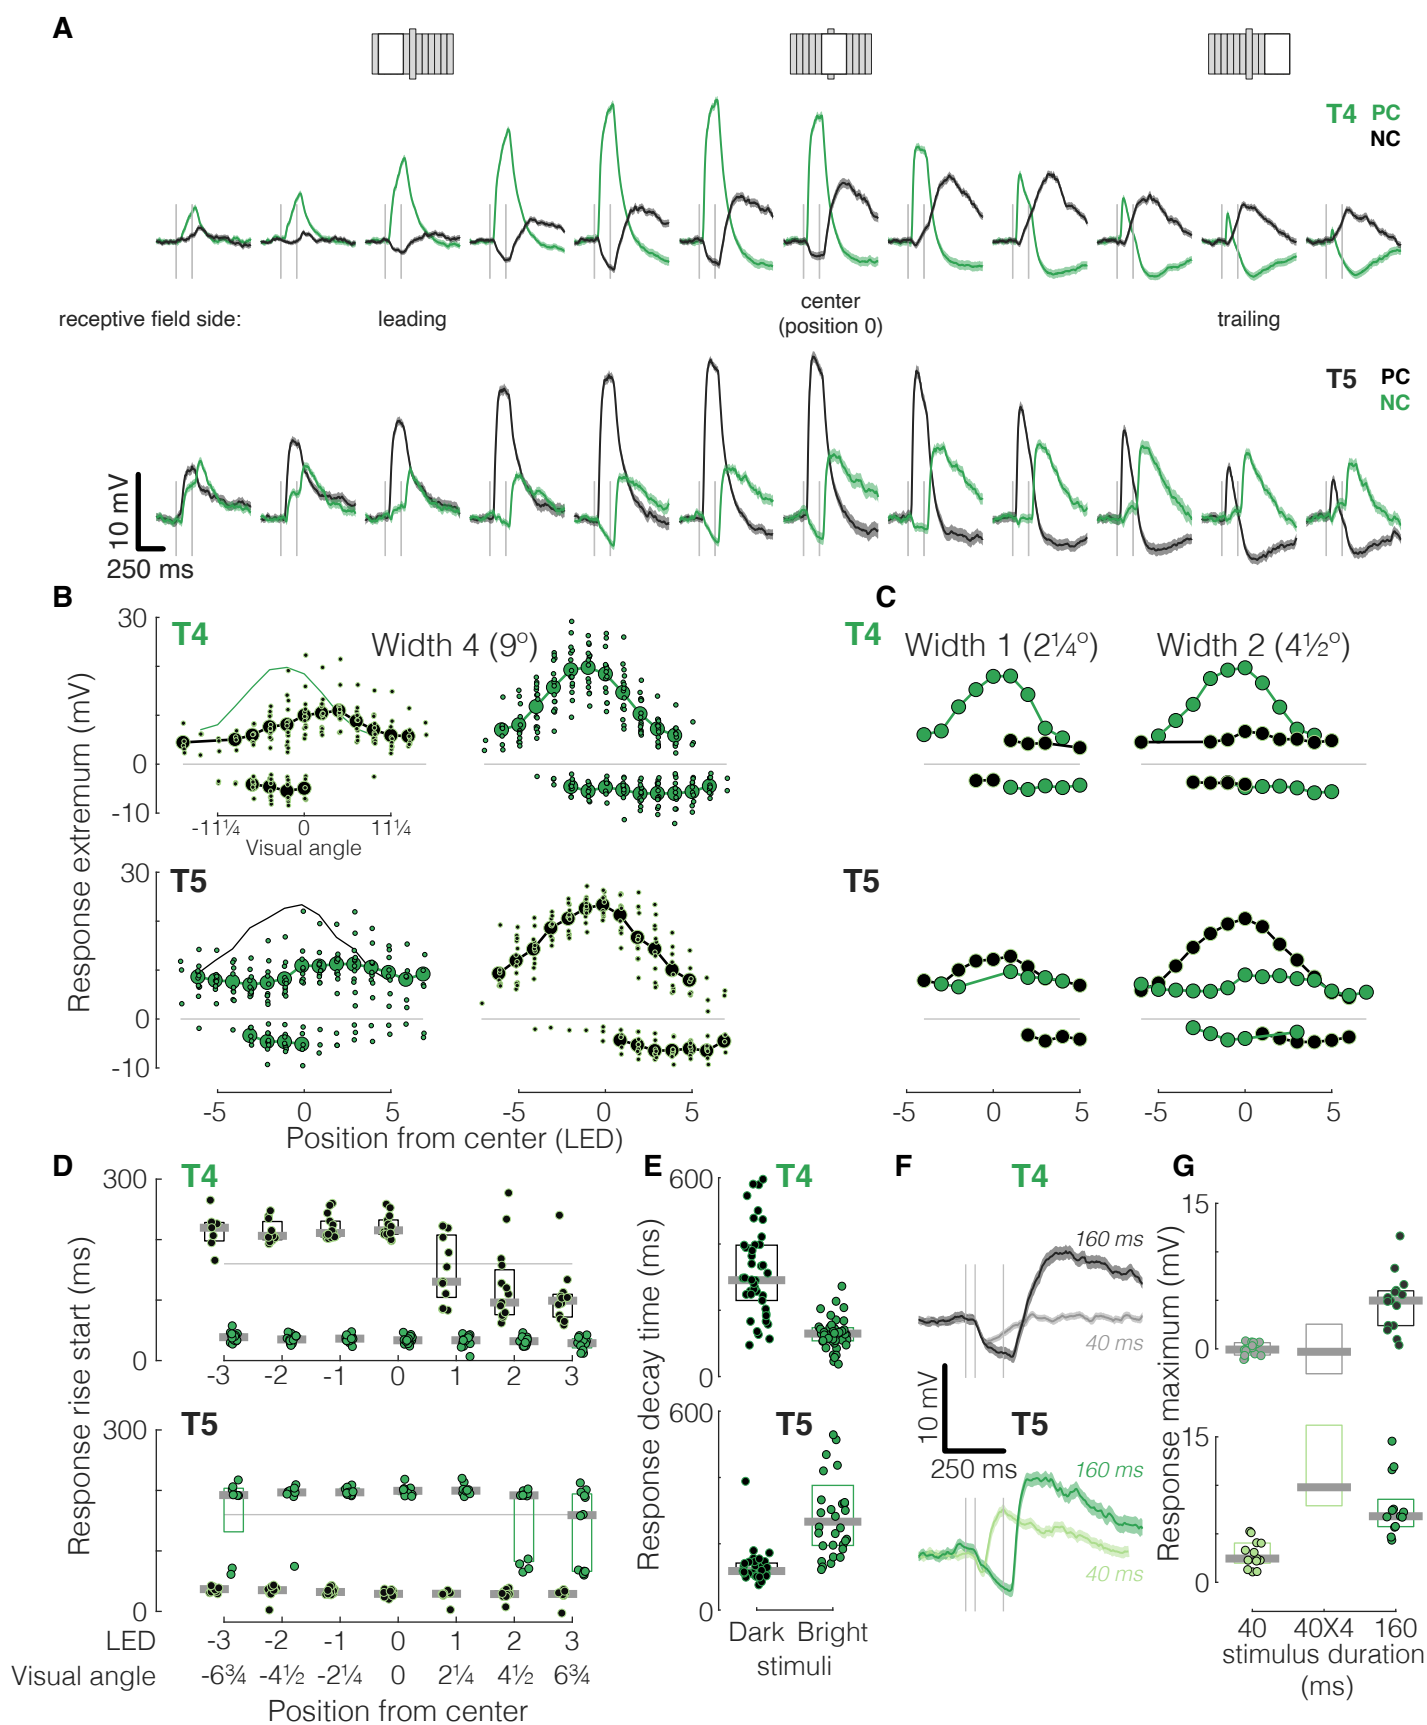 A
T4 PC
NC
receptive field side:
leading
center
(position 0)
trailing
T5 PC
NC
10 mV
250 ms
B
C
Response extremum (mV)
30
0
-10
T4
Width 4 (9º)
-11¼ 0 11¼
Visual angle
T4
Width 1 (2¼º)
Width 2 (4½º)
30
0
-10
T5
T5
-5 0 5
-5 0 5
-5 0 5
-5 0 5
Position from center (LED)
D
T4
Response rise start (ms)
300
0
-3 -2 -1 0 1 2 3
T5
300
0
LED -3 -2 -1 0 1 2 3
Visual angle -6¾ -4½ -2¼ 0 2¼ 4½ 6¾
Position from center
E
T4
Response decay time (ms)
600
0
T5
600
0
Dark Bright
stimuli
F
T4
160 ms
40 ms
10 mV
250 ms
T5
160 ms
40 ms
G
Response maximum (mV)
15
0
15
0
40 40X4 160
stimulus duration
(ms)